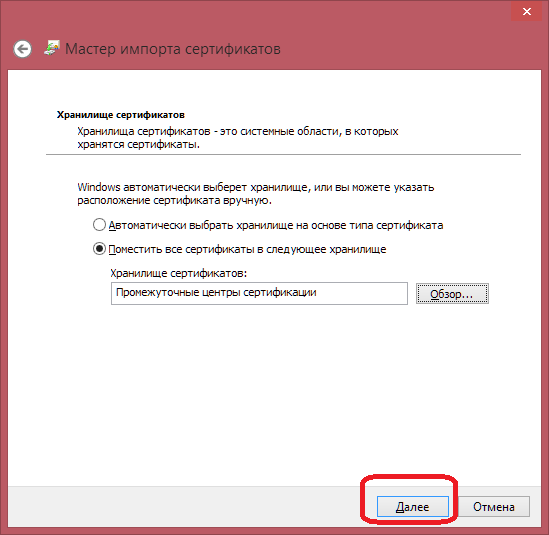 Мастер импорта сертификатов
Хранилище сертификатов
Хранилища сертификатов - это системные области, в которых
хранятся сертификаты.
Windows автоматически выберет хранилище, или вы можете указать
расположение сертификата вручную.
Автоматически выбрать хранилище на основе типа сертификата
Поместить все сертификаты в следующее хранилище
Хранилище сертификатов:
Промежуточные центры сертификации
Обзор...
Далее
Отмена